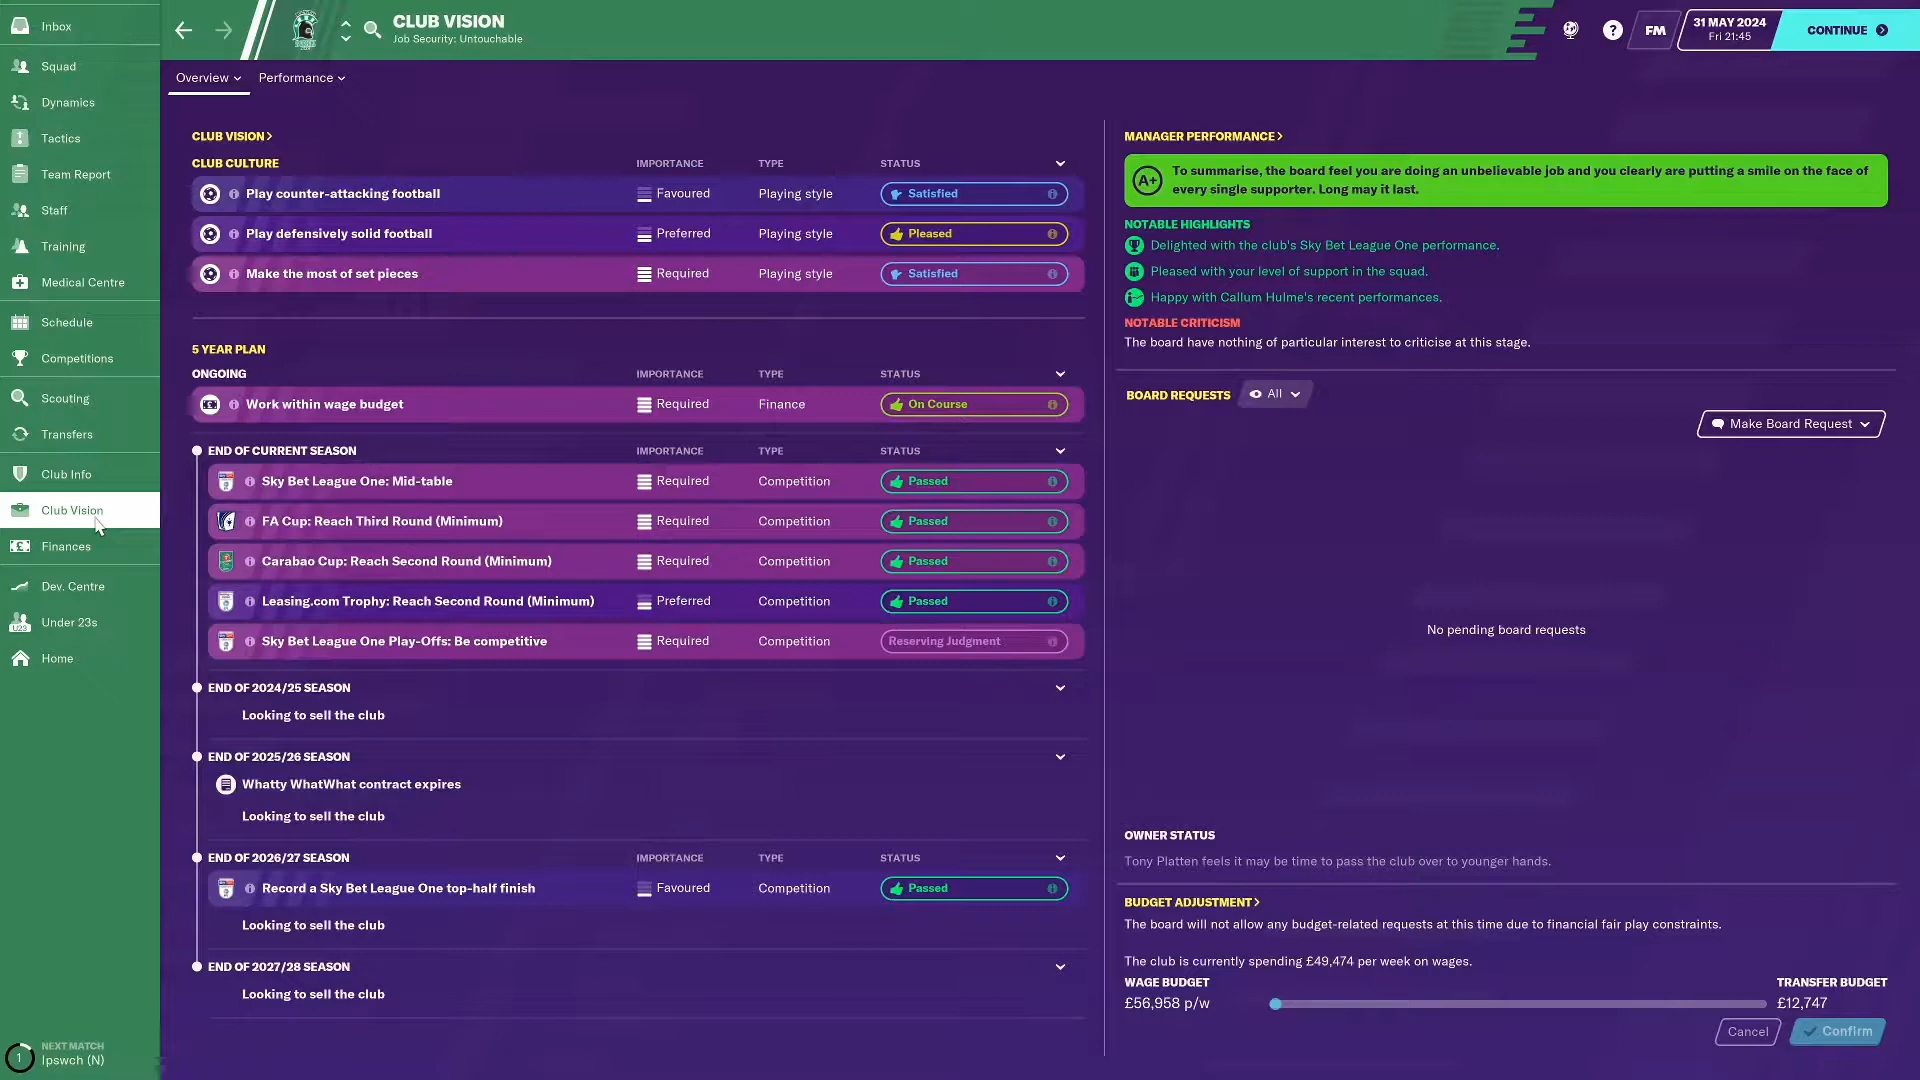 Inbox
Squad
Dynamics
Tactics
Team Report
Staff
Training
Medical Centre
Schedule
Competitions
Scouting
Transfers
Club Info
Club Vision
Finances
Dev. Centre
U23
Under 23s
Home
1
NEXT MATCH
Ipswch (N)
CLUB VISION
Job Security: Untouchable
?
FM
31 MAY 2024
Fri 21:45
CONTINUE
Overview
Performance
CLUB VISION
CLUB CULTURE IMPORTANCE TYPE STATUS
Play counter-attacking football Favoured Playing style Satisfied
Play defensively solid football Preferred Playing style Pleased
Make the most of set pieces Required Playing style Satisfied
5 YEAR PLAN
ONGOING IMPORTANCE TYPE STATUS
Work within wage budget Required Finance On Course
END OF CURRENT SEASON IMPORTANCE TYPE STATUS
Sky Bet League One: Mid-table Required Competition Passed
FA Cup: Reach Third Round (Minimum) Required Competition Passed
Carabao Cup: Reach Second Round (Minimum) Required Competition Passed
Leasing.com Trophy: Reach Second Round (Minimum) Preferred Competition Passed
Sky Bet League One Play-Offs: Be competitive Required Competition Reserving Judgment
END OF 2024/25 SEASON
Looking to sell the club
END OF 2025/26 SEASON
Whatty WhatWhat contract expires
Looking to sell the club
END OF 2026/27 SEASON IMPORTANCE TYPE STATUS
Record a Sky Bet League One top-half finish Favoured Competition Passed
Looking to sell the club
END OF 2027/28 SEASON
Looking to sell the club
MANAGER PERFORMANCE
A+
To summarise, the board feel you are doing an unbelievable job and you clearly are putting a smile on the face of
every single supporter. Long may it last.
NOTABLE HIGHLIGHTS
Delighted with the club's Sky Bet League One performance.
Pleased with your level of support in the squad.
Happy with Callum Hulme's recent performances.
NOTABLE CRITICISM
The board have nothing of particular interest to criticise at this stage.
BOARD REQUESTS All
Make Board Request
No pending board requests
OWNER STATUS
Tony Platten feels it may be time to pass the club over to younger hands.
BUDGET ADJUSTMENT
The board will not allow any budget-related requests at this time due to financial fair play constraints.
The club is currently spending £49,474 per week on wages.
WAGE BUDGET TRANSFER BUDGET
£56,958 p/w £12,747
Cancel Confirm